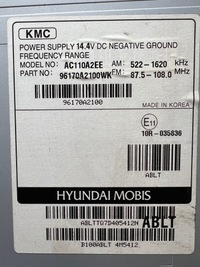 KMC
POWER SUPPLY 14.4V DC NEGATIVE GROUND
FREQUENCY RANGE
MODEL NO: AC110A2EE AM: 522-1620 kHz
PART NO: 96170A2100WK FM: 87.5-108.0 MHz
96170A2100
MADE IN KOREA
E11
10R-035836
ABLT
HYUNDAI MOBIS
ABLTTG7D405412N ABLT
B100ABLT 4M5412